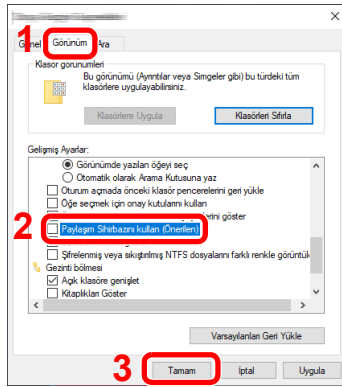 1
Genel Görünüm Ara
Klasör görünümleri
Bu görünümü (Ayrıntılar veya Simgeler gibi) bu türdeki tüm
klasörlere uygulayabilirsiniz.
Klasörlere Uygula Klasörleri Sıfırla
Gelişmiş Ayarlar:
Görünümde yazılan öğeyi seç
Otomatik olarak Arama Kutusuna yaz
Oturum açmada önceki klasör pencerelerini geri yükle
Öğe seçmek için onay kutularını kullan
göster
2 Paylaşım Sihirbazını kullan (Önerilen)
Şifrelenmiş veya sıkıştırılmış NTFS dosyalarını farklı renkle görüntül
Gezinti bölmesi
Açık klasöre genişlet
Kitaplıkları Göster
Varsayılanları Geri Yükle
3 Tamam İptal Uygula